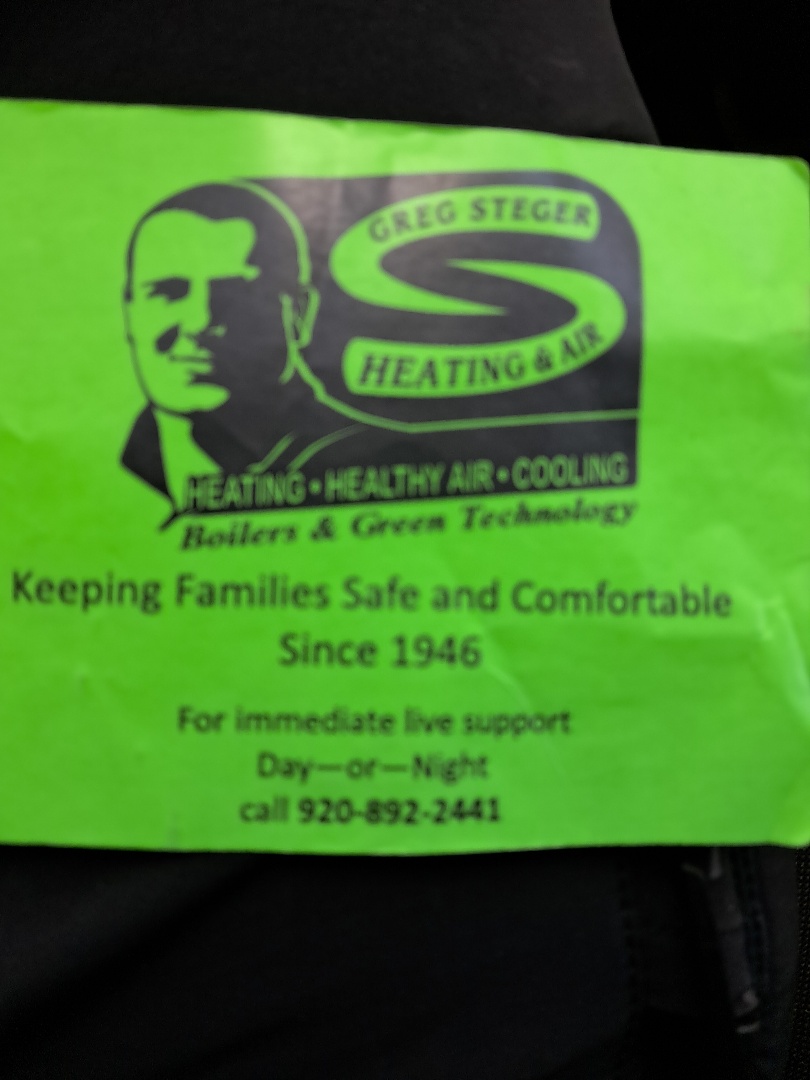 GREG STEGER
HEATING & AIR
HEATING • HEALTHY AIR • COOLING
Boilers & Green Technology
Keeping Families Safe and Comfortable
Since 1946
For immediate live support
Day—or—Night
call 920-892-2441